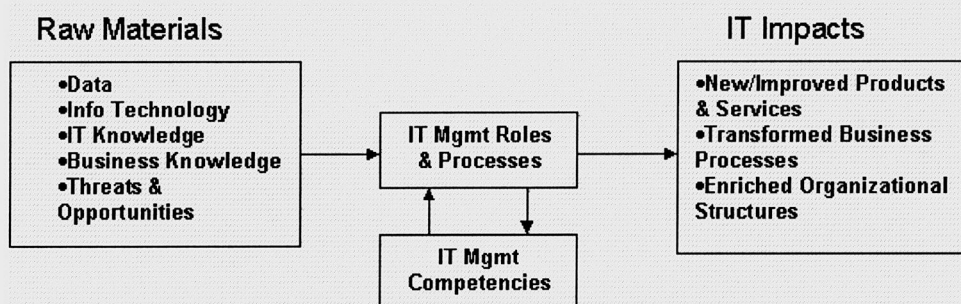 Raw Materials
•Data
•Info Technology
•IT Knowledge
•Business Knowledge
•Threats &
Opportunities
IT Mgmt Roles
& Processes
IT Mgmt
Competencies
IT Impacts
•New/Improved Products
& Services
•Transformed Business
Processes
•Enriched Organizational
Structures